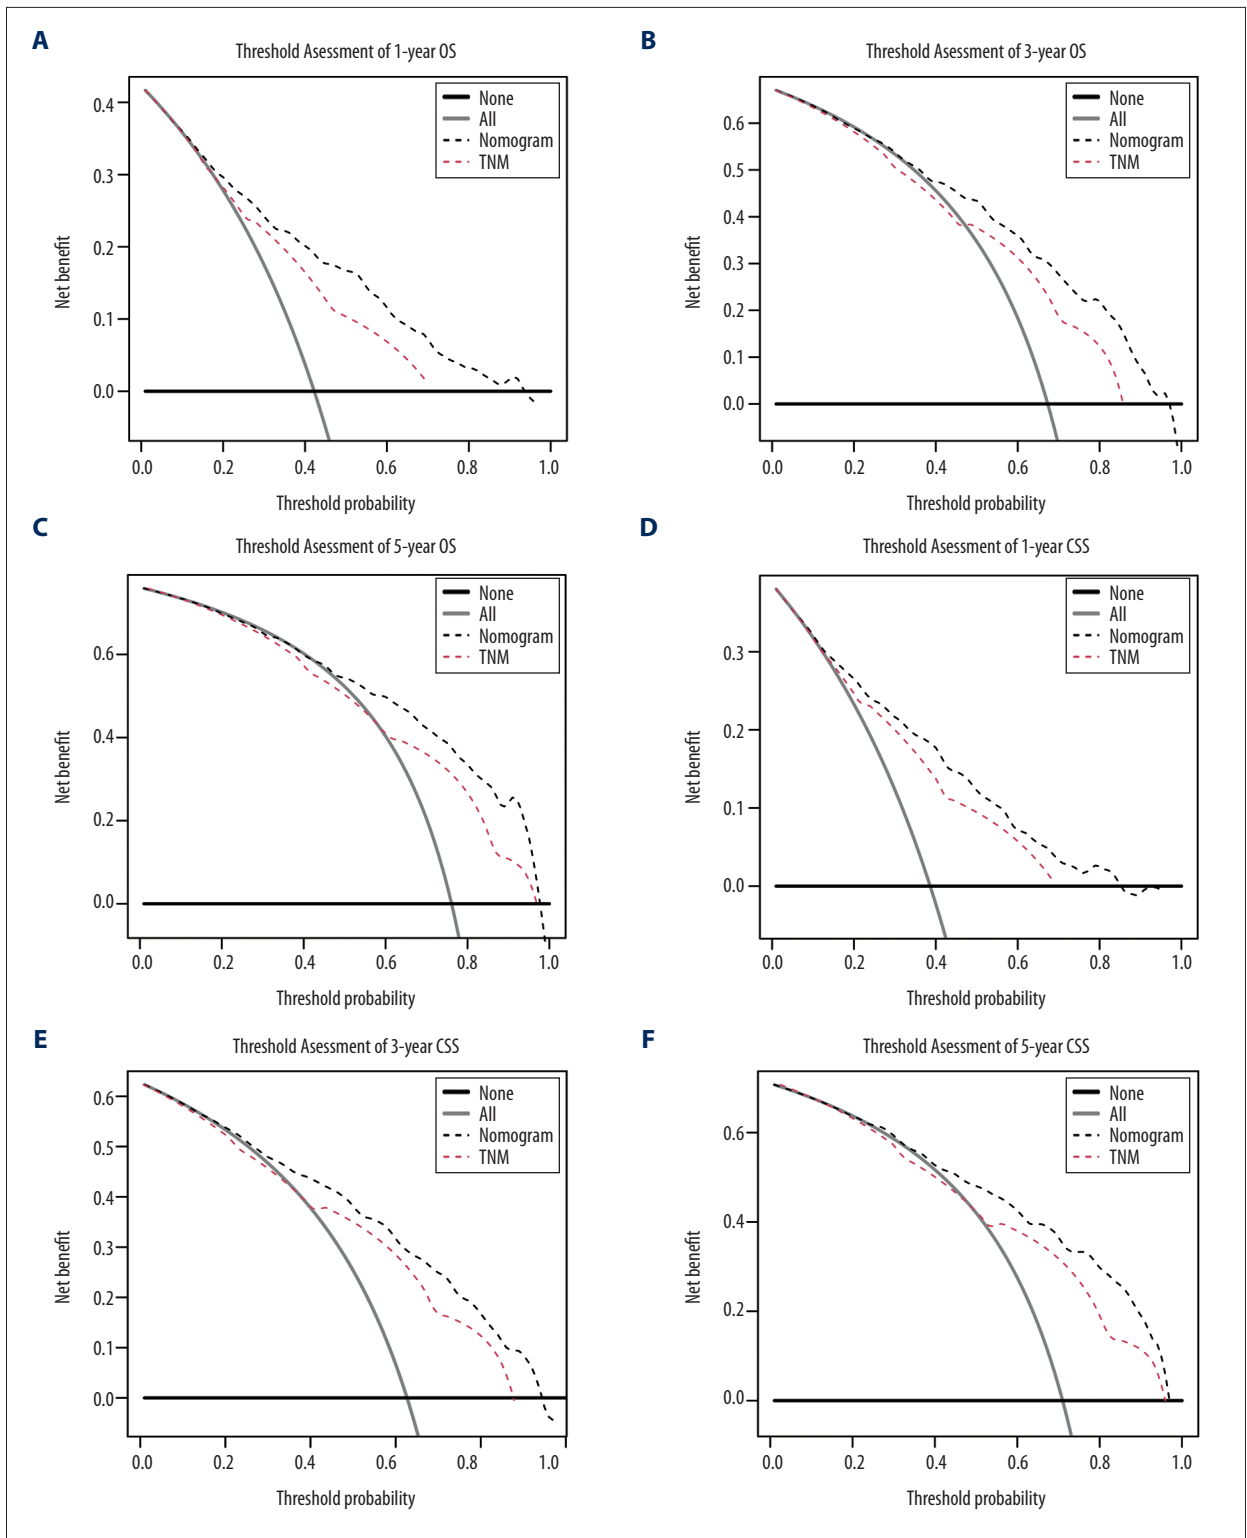 A
Threshold Asessment of 1-year OS
None
All
Nomogram
TNM
Net benefit
0.4
0.3
0.2
0.1
0.0
0.0 0.2 0.4 0.6 0.8 1.0
Threshold probability
B
Threshold Asessment of 3-year OS
None
All
Nomogram
TNM
Net benefit
0.6
0.5
0.4
0.3
0.2
0.1
0.0
0.0 0.2 0.4 0.6 0.8 1.0
Threshold probability
C
Threshold Asessment of 5-year OS
None
All
Nomogram
TNM
Net benefit
0.6
0.4
0.2
0.0
0.0 0.2 0.4 0.6 0.8 1.0
Threshold probability
D
Threshold Asessment of 1-year CSS
None
All
Nomogram
TNM
Net benefit
0.3
0.2
0.1
0.0
0.0 0.2 0.4 0.6 0.8 1.0
Threshold probability
E
Threshold Asessment of 3-year CSS
None
All
Nomogram
TNM
Net benefit
0.6
0.5
0.4
0.3
0.2
0.1
0.0
0.0 0.2 0.4 0.6 0.8 1.0
Threshold probability
F
Threshold Asessment of 5-year CSS
None
All
Nomogram
TNM
Net benefit
0.6
0.4
0.2
0.0
0.0 0.2 0.4 0.6 0.8 1.0
Threshold probability